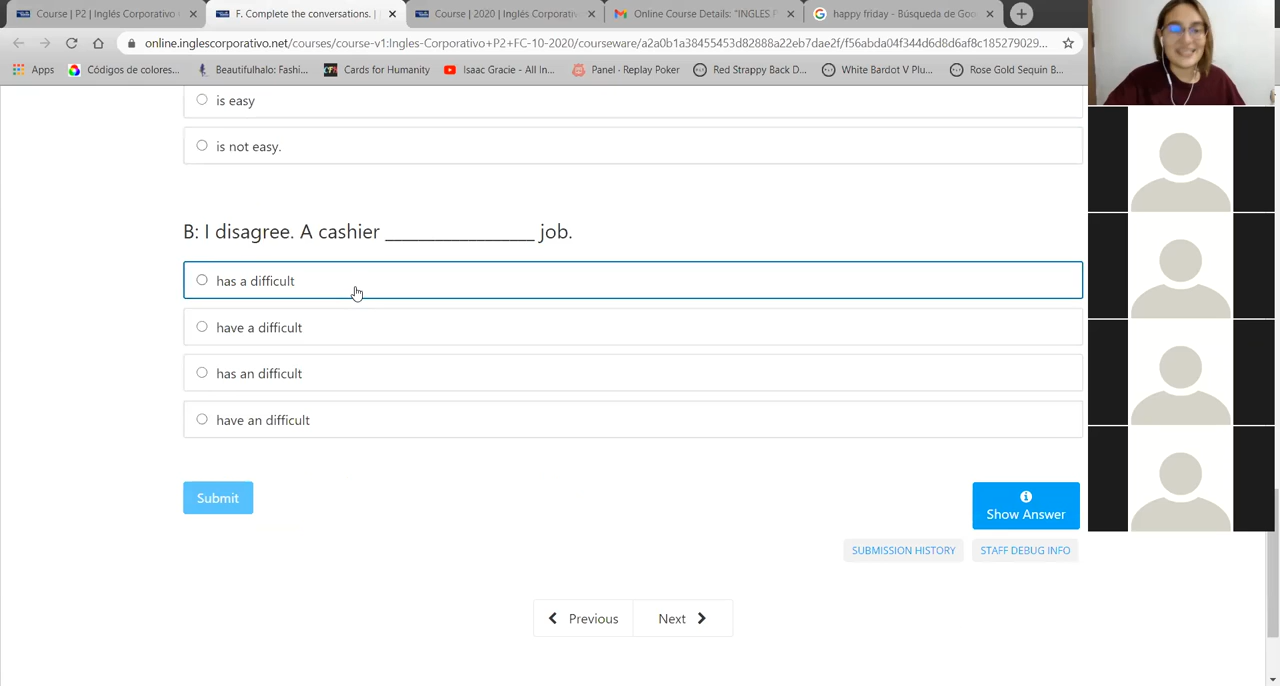 Course | P2 | Inglés Corporativo
F. Complete the conversations. |
Course | 2020 | Inglés Corporativ
Online Course Details: "INGLES F
happy friday - Búsqueda de Goo
online.inglescorporativo.net/courses/course-v1:Ingles-Corporativo+P2+FC-10-2020/courseware/a2a0b1a38455453d82888a22eb7dae2f/f56abda04f344d6d8d6af8c185279029...
Apps
Códigos de colores...
Beautifulhalo: Fashi...
Cards for Humanity
Isaac Gracie - All In...
Panel · Replay Poker
Red Strappy Back D...
White Bardot V Plu...
Rose Gold Sequin B...
is easy
is not easy.
B: I disagree. A cashier __________________ job.
has a difficult
have a difficult
has an difficult
have an difficult
Submit
Show Answer
SUBMISSION HISTORY
STAFF DEBUG INFO
Previous
Next